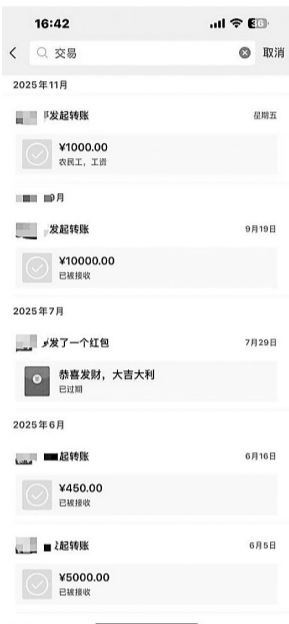 16:42
36
交易
取消
2025年11月
发起转账
星期五
¥1000.00
农民工，工资
月
发起转账
9月19日
¥10000.00
已被接收
2025年7月
发了一个红包
7月29日
恭喜发财，大吉大利
已过期
2025年6月
起转账
6月16日
¥450.00
已被接收
起转账
6月5日
¥5000.00
已被接收